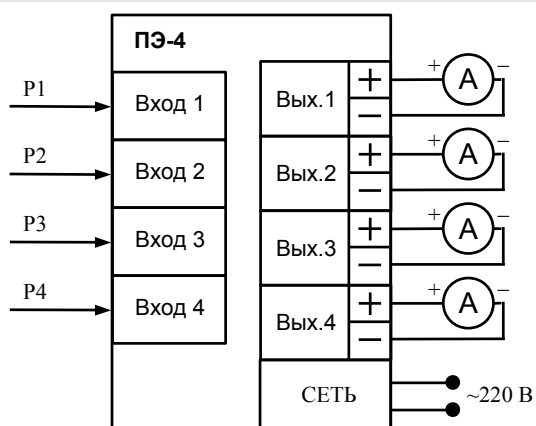 ПЭ-4
P1
Вход 1
Вых.1
+
−
+
A
−
P2
Вход 2
Вых.2
+
−
+
A
−
P3
Вход 3
Вых.3
+
−
+
A
−
P4
Вход 4
Вых.4
+
−
+
A
−
СЕТЬ
~220 В